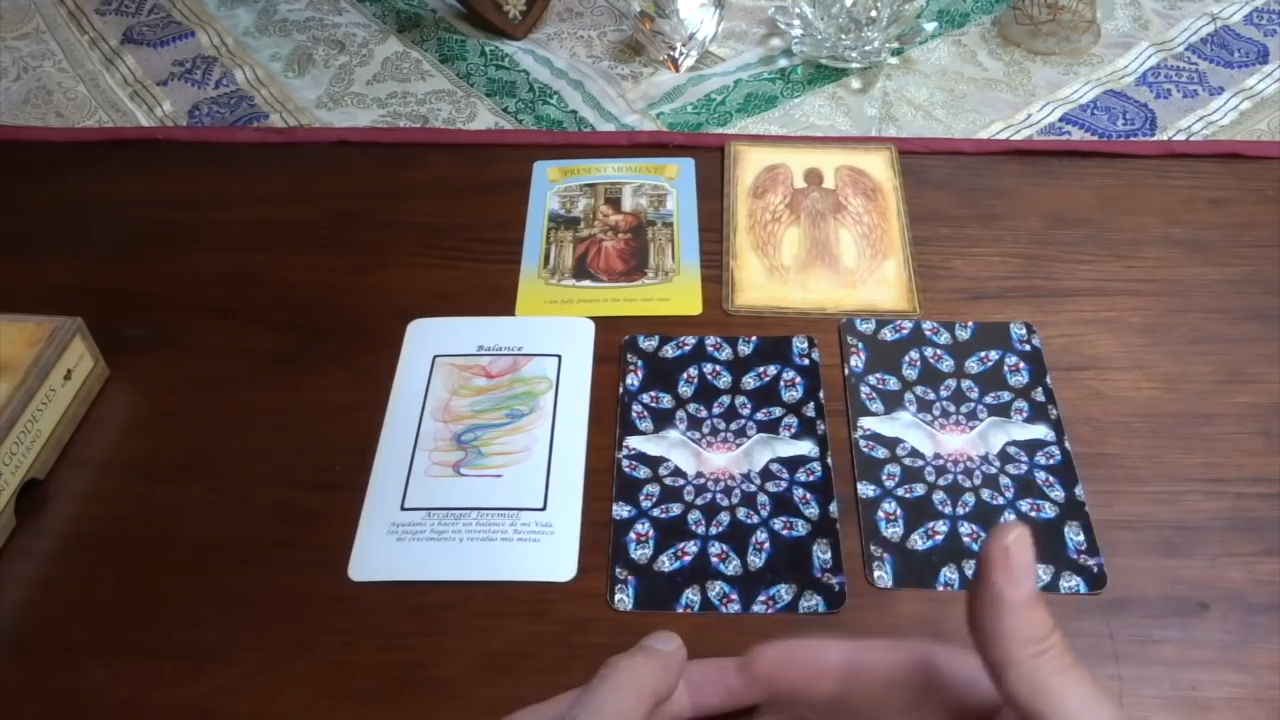 PRESENT MOMENT
I am fully present in the here-and-now.
Balance
Arcángel Jeremiel:
Ayúdame a hacer un balance de mi Vida.
Sin juzgar hago un inventario. Reconozco
mi crecimiento y revalúo mis metas.
GODDESSES